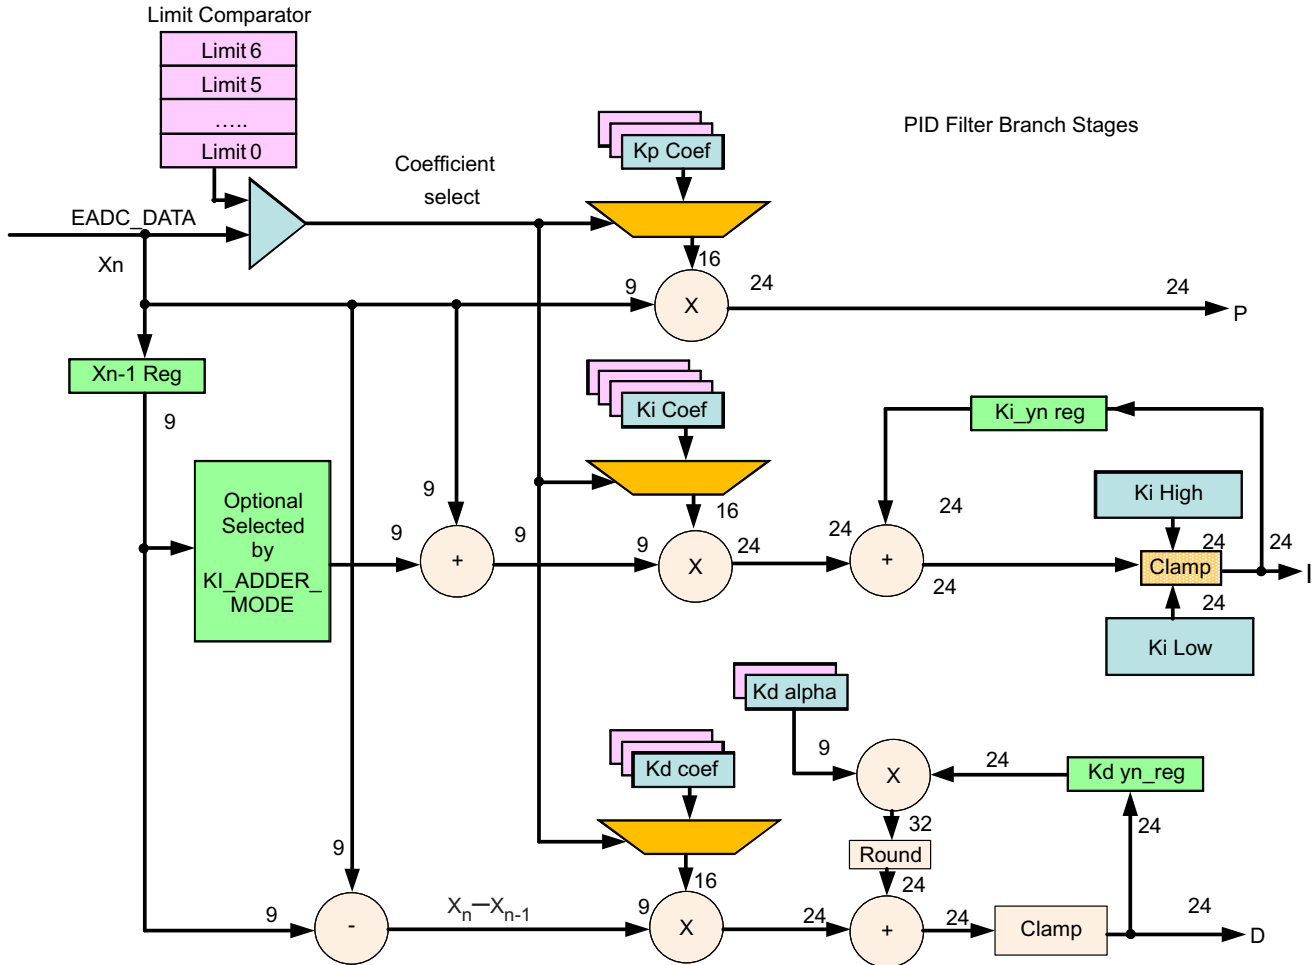 Limit Comparator
Limit 6
Limit 5
.....
Limit 0
Kp Coef
PID Filter Branch Stages
Coefficient
select
EADC_DATA
Xn
16
9
24
24
P
Xn-1 Reg
9
Ki Coef
Ki_yn reg
Optional
Selected
by
KI_ADDER_
MODE
9
9
+
9
16
9
X
24
24
24
+
24
Ki High
24
24
Clamp
I
24
Ki Low
X
Kd alpha
9
X
24
Kd yn_reg
Kd coef
32
24
Round
9
16
24
9
-
Xn—Xn-1
9
X
24
+
24
Clamp
24
D